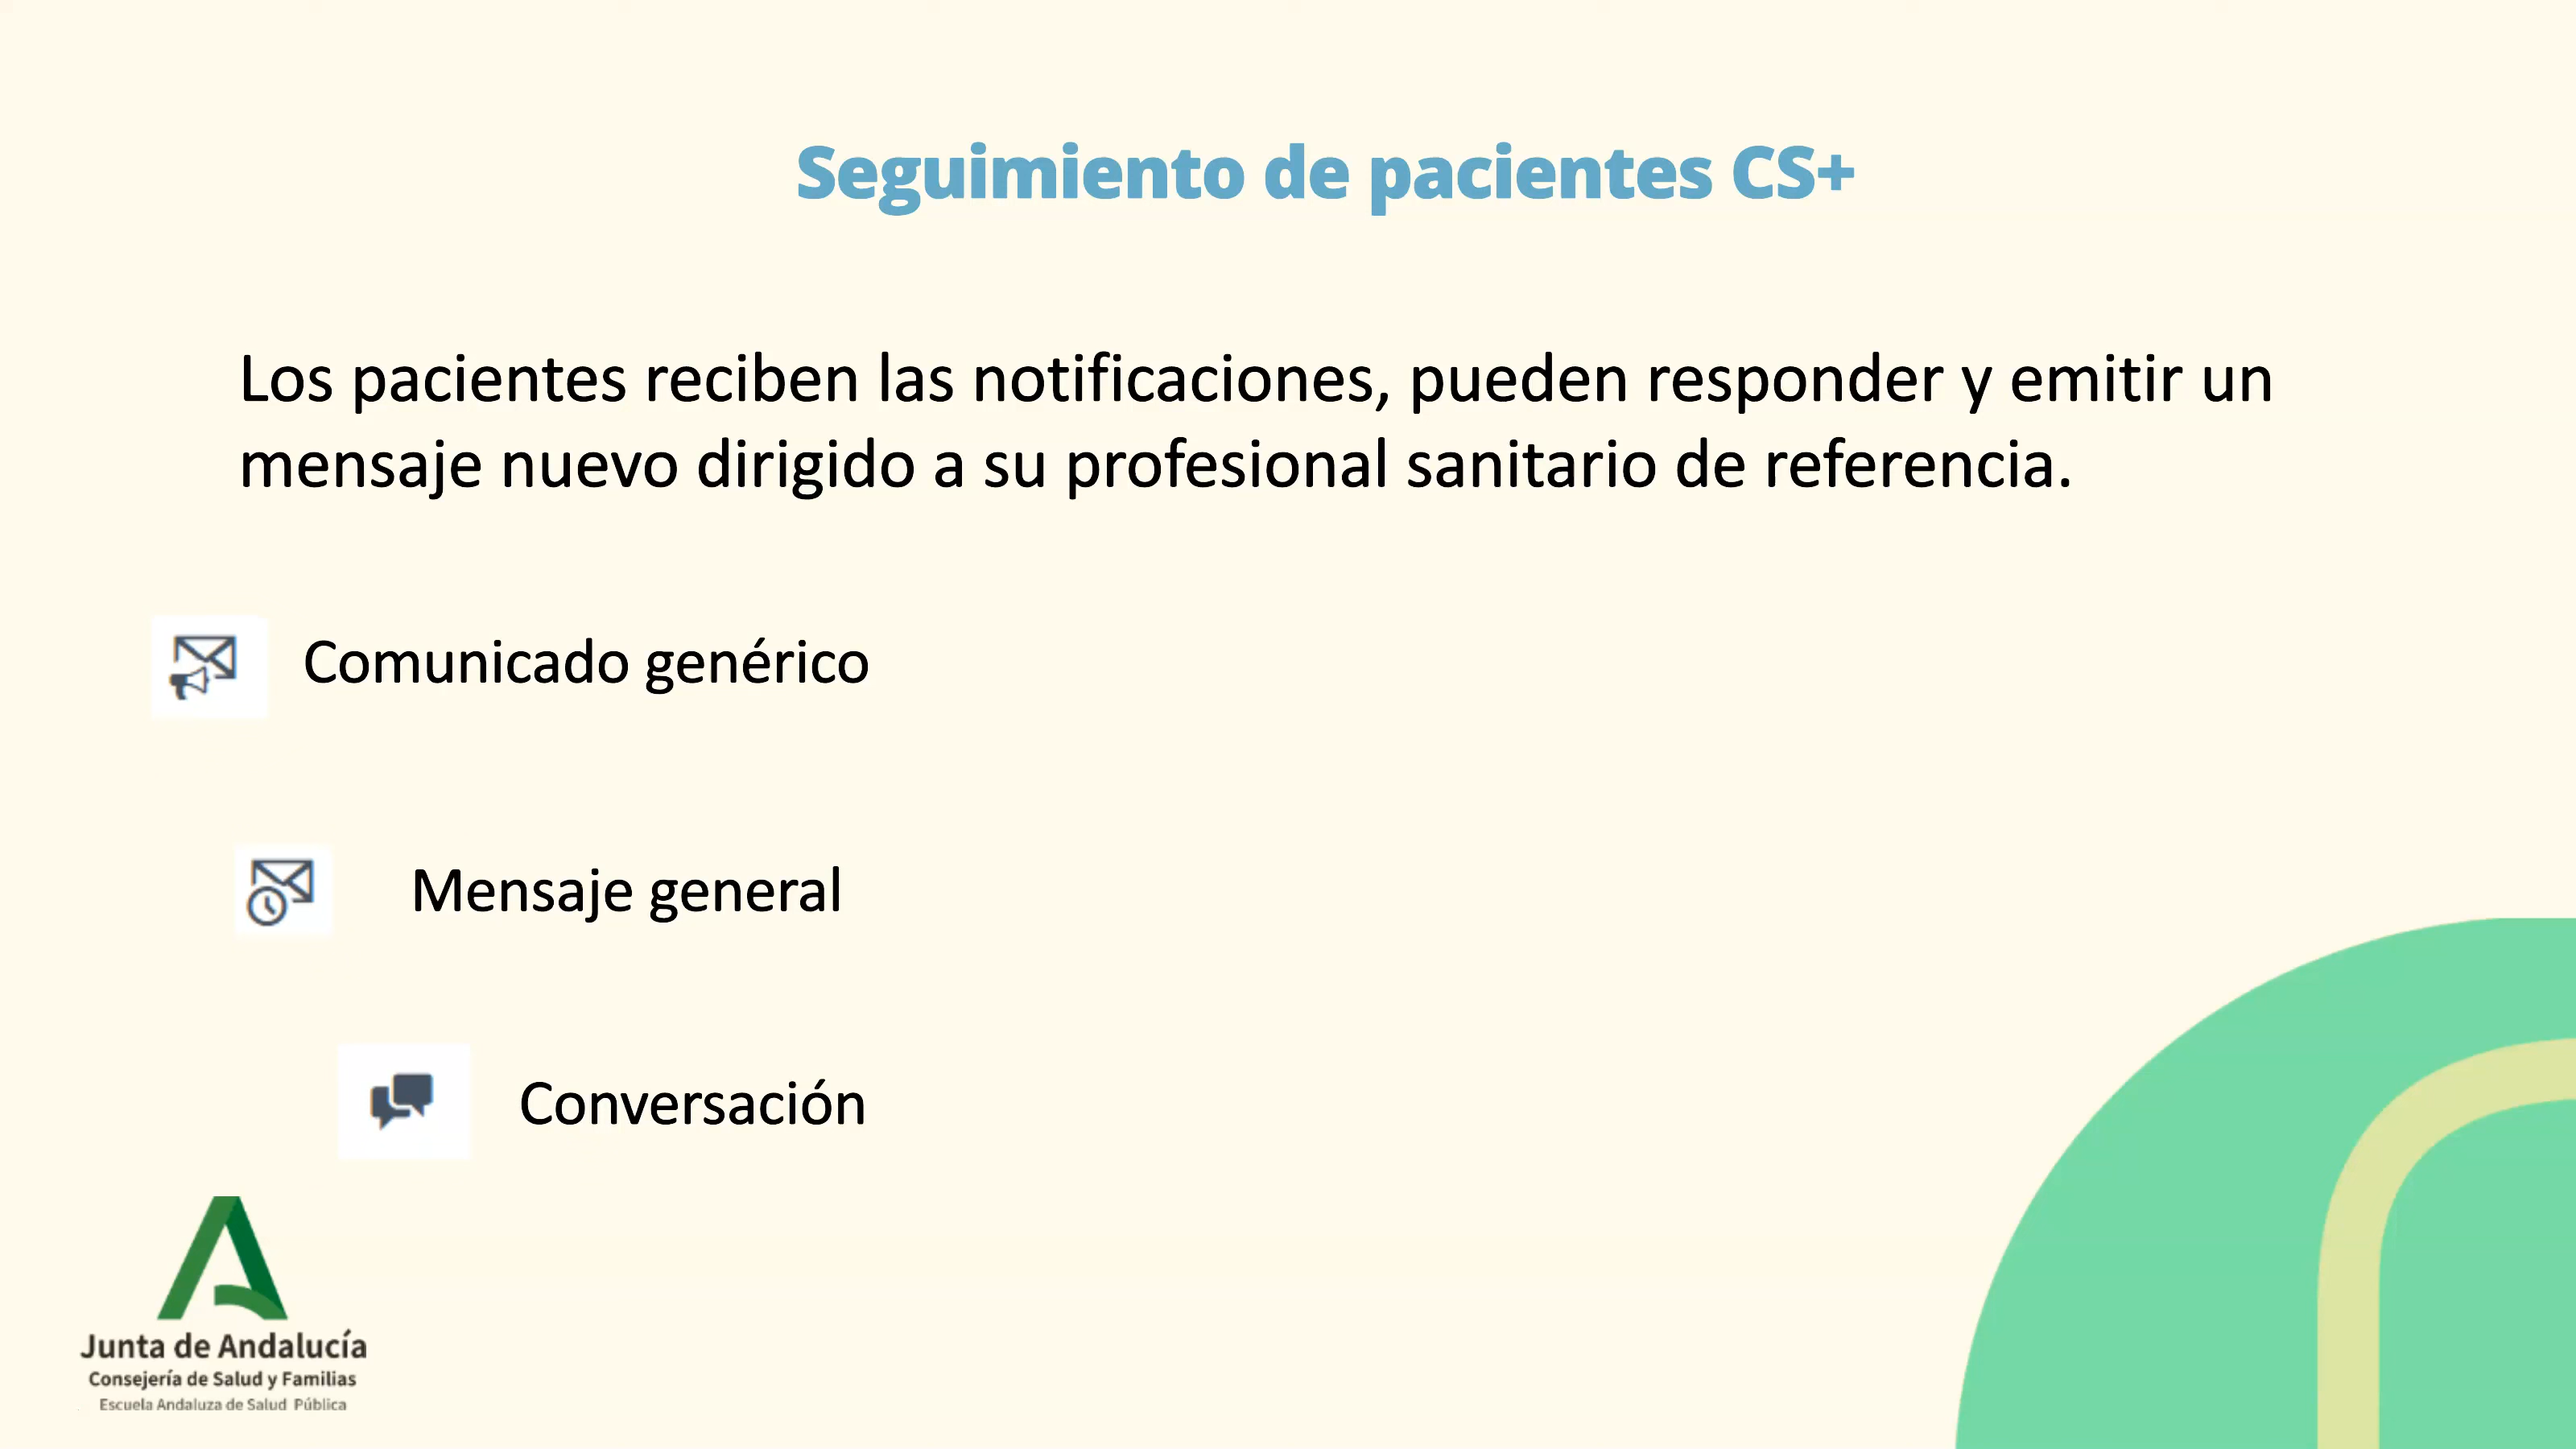 Seguimiento de pacientes CS+
Los pacientes reciben las notificaciones, pueden responder y emitir un
mensaje nuevo dirigido a su profesional sanitario de referencia.
Comunicado genérico
Mensaje general
Conversación
Junta de Andalucía
Consejería de Salud y Familias
Escuela Andaluza de Salud Pública